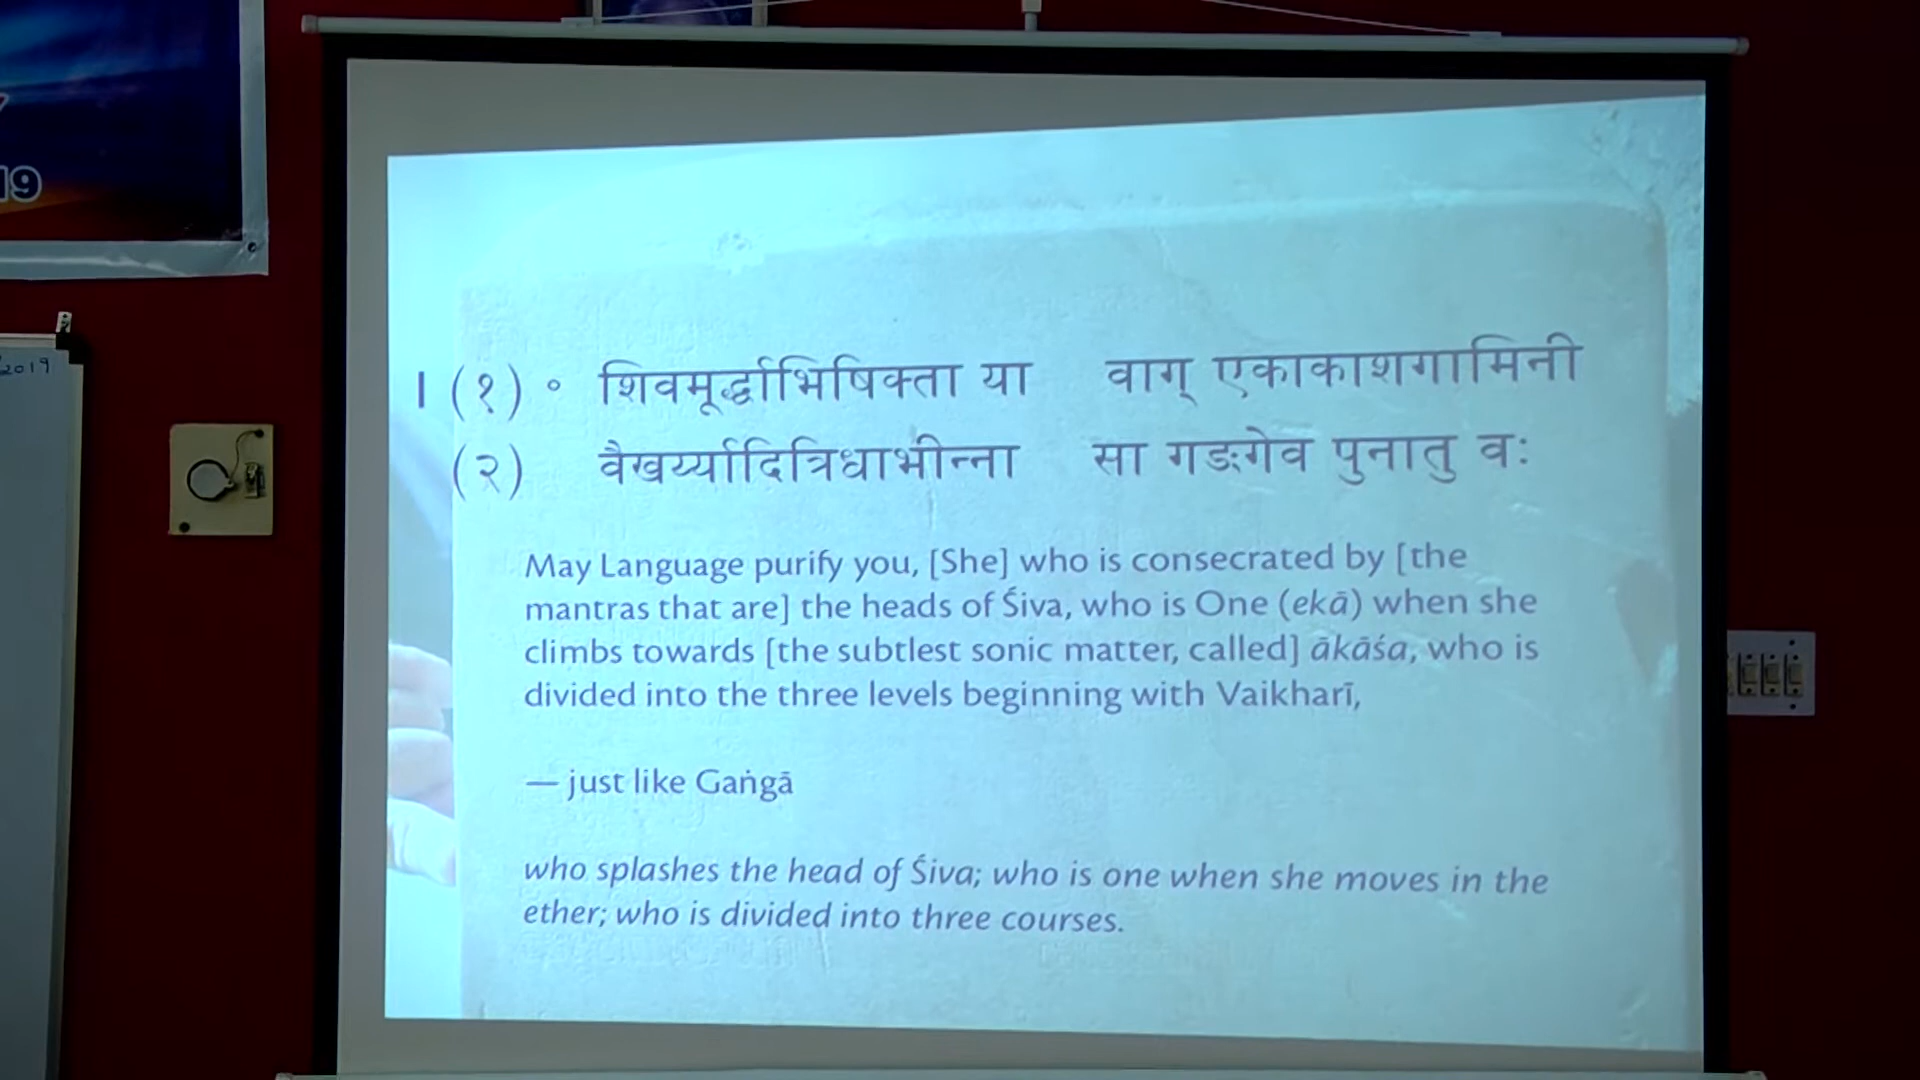 19
2019
I (१) ॰ शिवमूर्द्धाभिषिक्ता या वाग् एकाकाशगामिनी
(२) वैखर्य्यादित्रिधाभीन्ना सा गङ्गेव पुनातु वः
May Language purify you, [She] who is consecrated by [the
mantras that are] the heads of Śiva, who is One (ekā) when she
climbs towards [the subtlest sonic matter, called] ākāśa, who is
divided into the three levels beginning with Vaikharī,
— just like Gaṅgā
who splashes the head of Śiva; who is one when she moves in the
ether; who is divided into three courses.